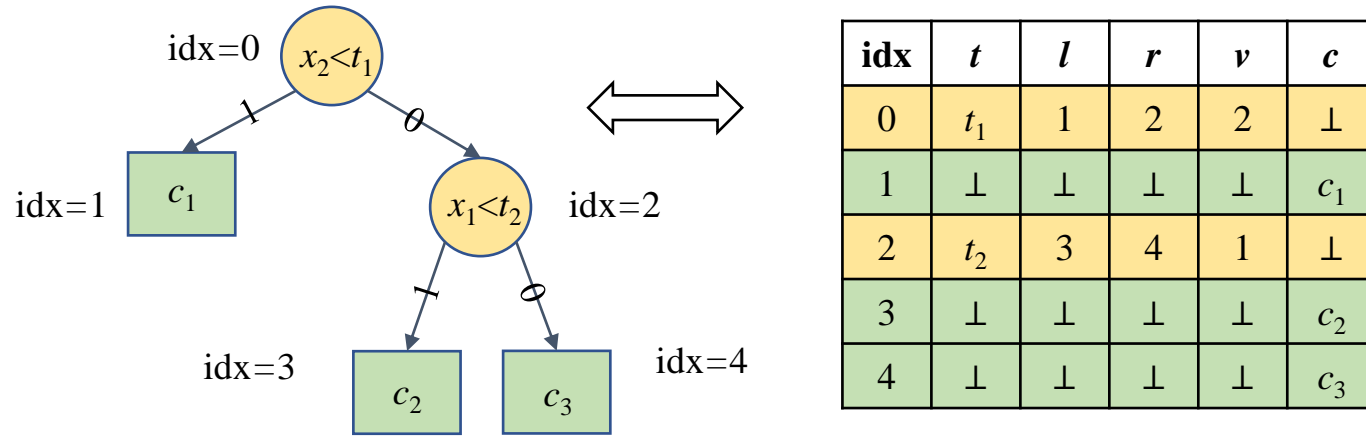 idx=0
x₂<t₁
1
0
idx=1
c₁
x₁<t₂
idx=2
1
0
idx=3
c₂
c₃
idx=4
idx t l r v c
0 t₁ 1 2 2 ⊥
1 ⊥ ⊥ ⊥ ⊥ c₁
2 t₂ 3 4 1 ⊥
3 ⊥ ⊥ ⊥ ⊥ c₂
4 ⊥ ⊥ ⊥ ⊥ c₃